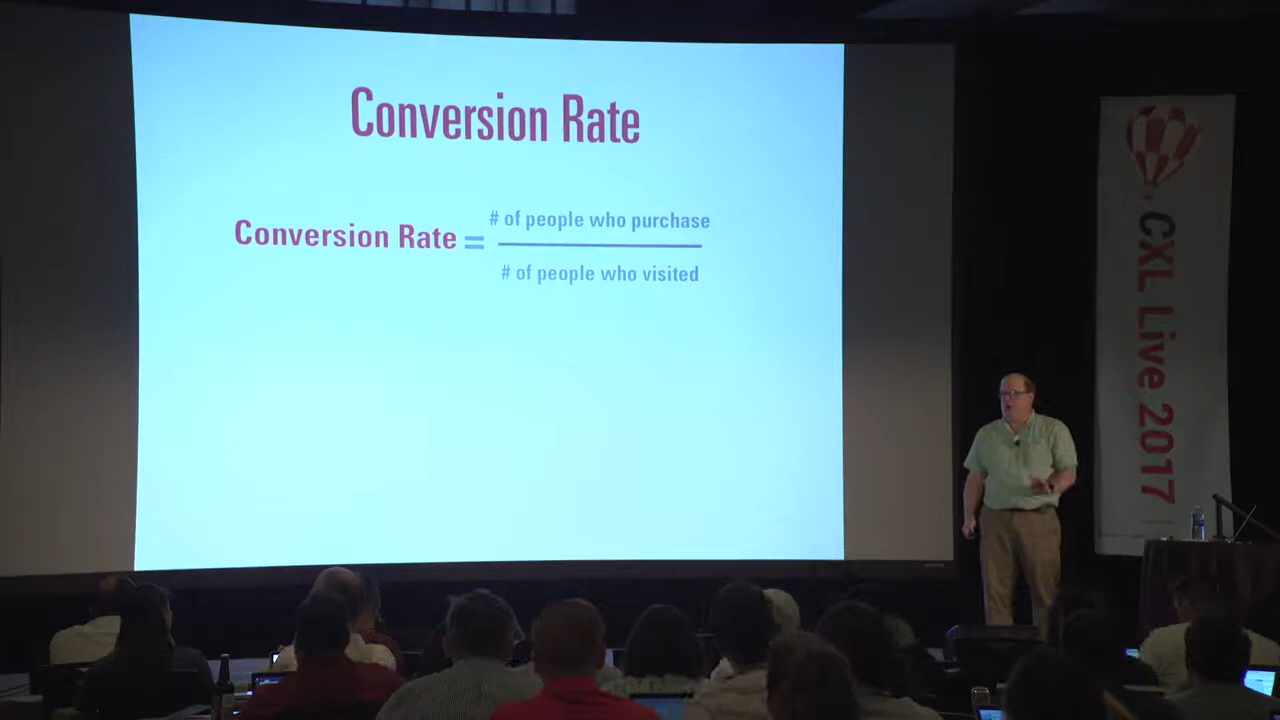 Conversion Rate
Conversion Rate =
# of people who purchase
# of people who visited
.CXL Live 2017